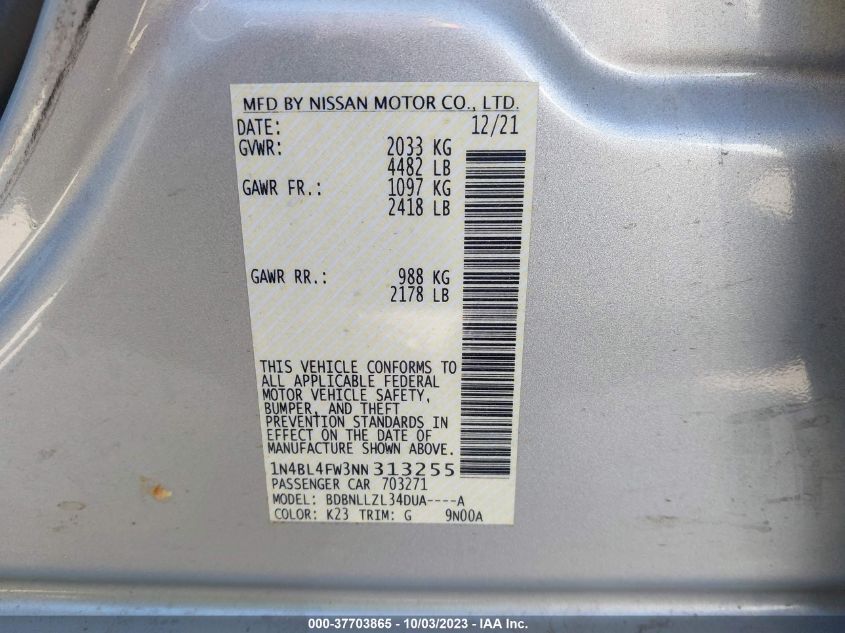 MFD BY NISSAN MOTOR CO., LTD.
DATE: 12/21
GVWR: 2033 KG
4482 LB
GAWR FR.: 1097 KG
2418 LB
GAWR RR.: 988 KG
2178 LB
THIS VEHICLE CONFORMS TO
ALL APPLICABLE FEDERAL
MOTOR VEHICLE SAFETY,
BUMPER, AND THEFT
PREVENTION STANDARDS IN
EFFECT ON THE DATE OF
MANUFACTURE SHOWN ABOVE.
1N4BL4FW3NN313255
PASSENGER CAR 703271
MODEL: BDBNLLZL34DUA----A
COLOR: K23 TRIM: G 9N00A
000-37703865 - 10/03/2023 - IAA Inc.